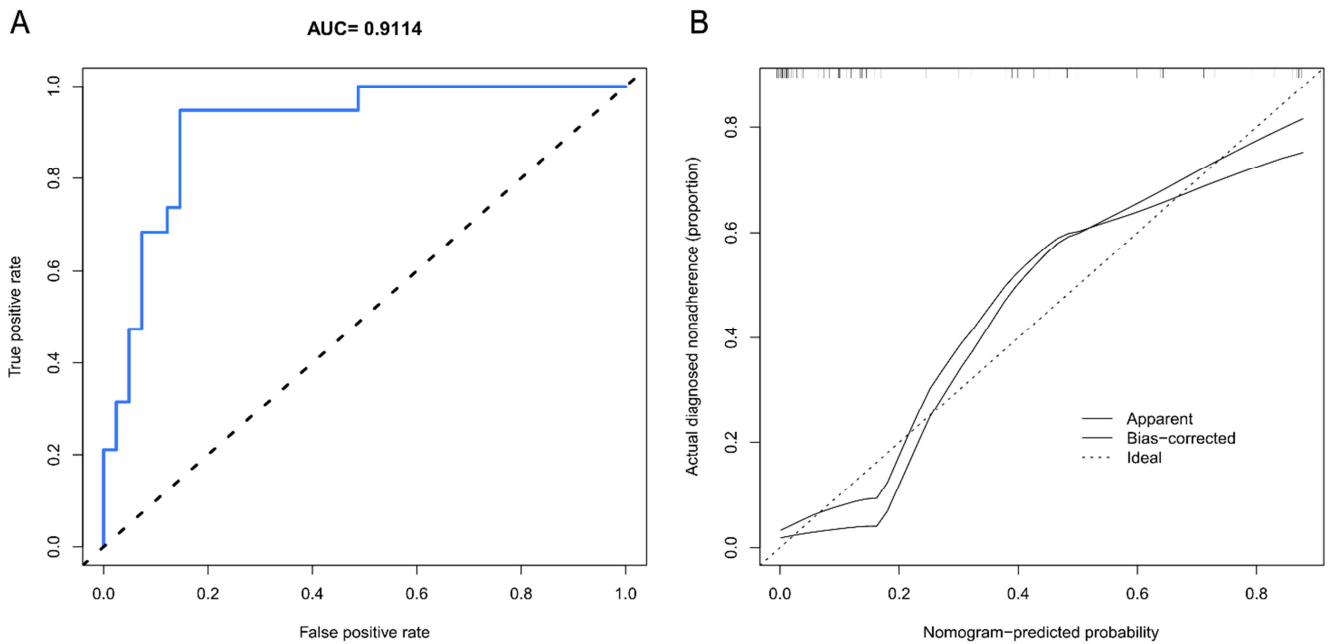 A
AUC= 0.9114
True positive rate
1.0
0.8
0.6
0.4
0.2
0.0
0.0 0.2 0.4 0.6 0.8 1.0
False positive rate
B
Actual diagnosed nonadherence (proportion)
0.8
0.6
0.4
0.2
0.0
Apparent
Bias−corrected
Ideal
0.0 0.2 0.4 0.6 0.8
Nomogram−predicted probability